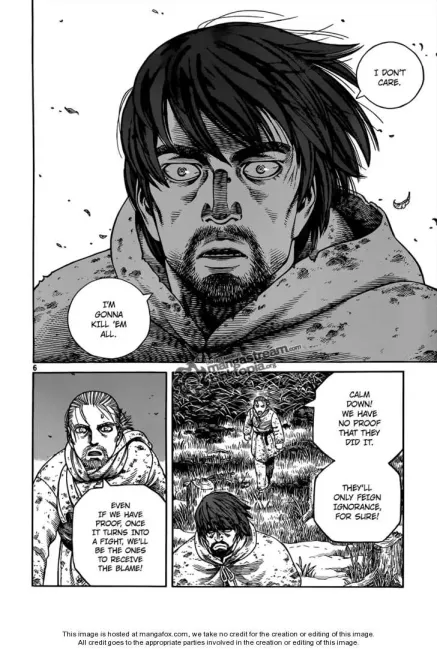 I DON'T
CARE.
I'M
GONNA
KILL 'EM
ALL.
mangastream.com
6
CALM
DOWN!
WE HAVE
NO PROOF
THAT THEY
DID IT.
THEY'LL
ONLY FEIGN
IGNORANCE,
FOR SURE!
EVEN
IF WE HAVE
PROOF, ONCE
IT TURNS INTO
A FIGHT, WE'LL
BE THE ONES
TO RECEIVE
THE BLAME!
This image is hosted at mangafox.com, we take no credit for the creation or editing of this image.
All credit goes to the appropriate parties involved in the creation or editing of this image.